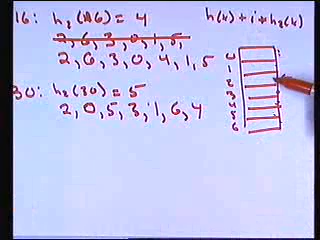 16: h₂(16) = 4
h(k) + i * h₂(k)
2, 6, 3, 0, 1, 5,
2, 6, 3, 0, 4, 1, 5
30: h₂(30) = 5
2, 0, 5, 3, 1, 6, 4
0
1
2
3
4
5
6